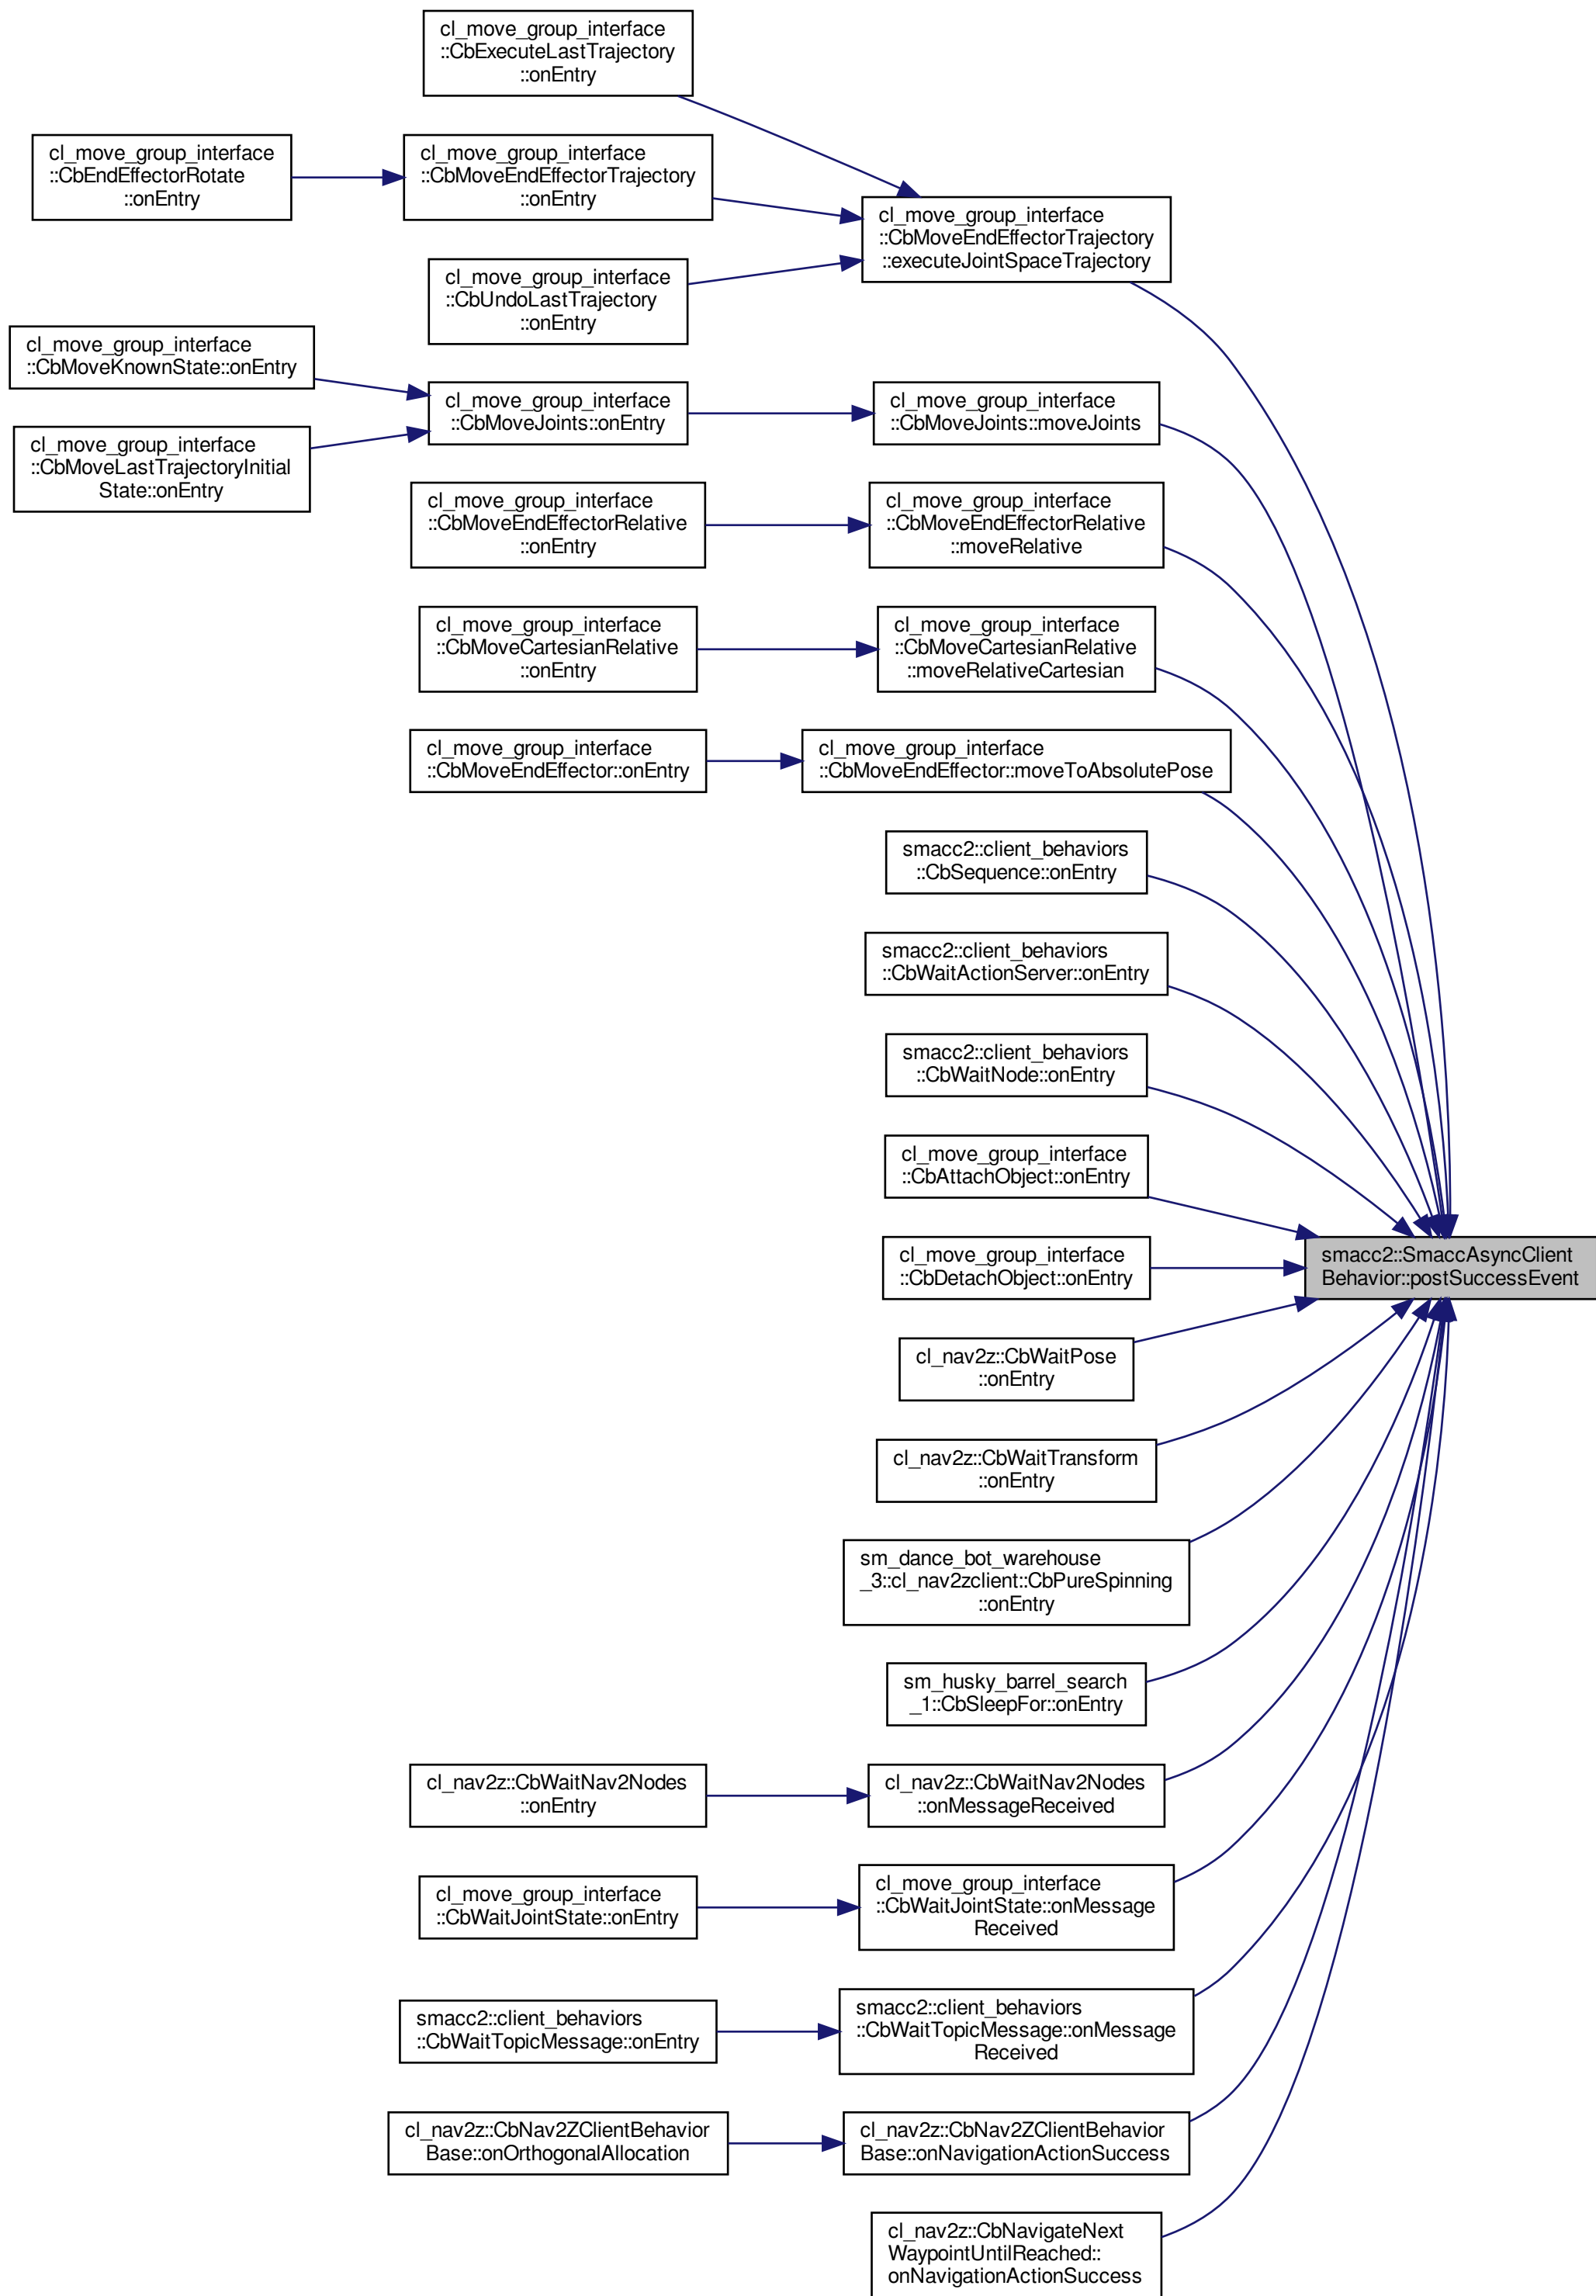 cl_move_group_interface
::CbExecuteLastTrajectory
::onEntry
cl_move_group_interface
::CbEndEffectorRotate
::onEntry
cl_move_group_interface
::CbMoveEndEffectorTrajectory
::onEntry
cl_move_group_interface
::CbMoveEndEffectorTrajectory
::executeJointSpaceTrajectory
cl_move_group_interface
::CbUndoLastTrajectory
::onEntry
cl_move_group_interface
::CbMoveKnownState::onEntry
cl_move_group_interface
::CbMoveJoints::onEntry
cl_move_group_interface
::CbMoveJoints::moveJoints
cl_move_group_interface
::CbMoveLastTrajectoryInitial
State::onEntry
cl_move_group_interface
::CbMoveEndEffectorRelative
::onEntry
cl_move_group_interface
::CbMoveEndEffectorRelative
::moveRelative
cl_move_group_interface
::CbMoveCartesianRelative
::onEntry
cl_move_group_interface
::CbMoveCartesianRelative
::moveRelativeCartesian
cl_move_group_interface
::CbMoveEndEffector::onEntry
cl_move_group_interface
::CbMoveEndEffector::moveToAbsolutePose
smacc2::client_behaviors
::CbSequence::onEntry
smacc2::client_behaviors
::CbWaitActionServer::onEntry
smacc2::client_behaviors
::CbWaitNode::onEntry
cl_move_group_interface
::CbAttachObject::onEntry
cl_move_group_interface
::CbDetachObject::onEntry
smacc2::SmaccAsyncClient
Behavior::postSuccessEvent
cl_nav2z::CbWaitPose
::onEntry
cl_nav2z::CbWaitTransform
::onEntry
sm_dance_bot_warehouse
_3::cl_nav2zclient::CbPureSpinning
::onEntry
sm_husky_barrel_search
_1::CbSleepFor::onEntry
cl_nav2z::CbWaitNav2Nodes
::onEntry
cl_nav2z::CbWaitNav2Nodes
::onMessageReceived
cl_move_group_interface
::CbWaitJointState::onEntry
cl_move_group_interface
::CbWaitJointState::onMessage
Received
smacc2::client_behaviors
::CbWaitTopicMessage::onEntry
smacc2::client_behaviors
::CbWaitTopicMessage::onMessage
Received
cl_nav2z::CbNav2ZClientBehavior
Base::onOrthogonalAllocation
cl_nav2z::CbNav2ZClientBehavior
Base::onNavigationActionSuccess
cl_nav2z::CbNavigateNext
WaypointUntilReached::
onNavigationActionSuccess